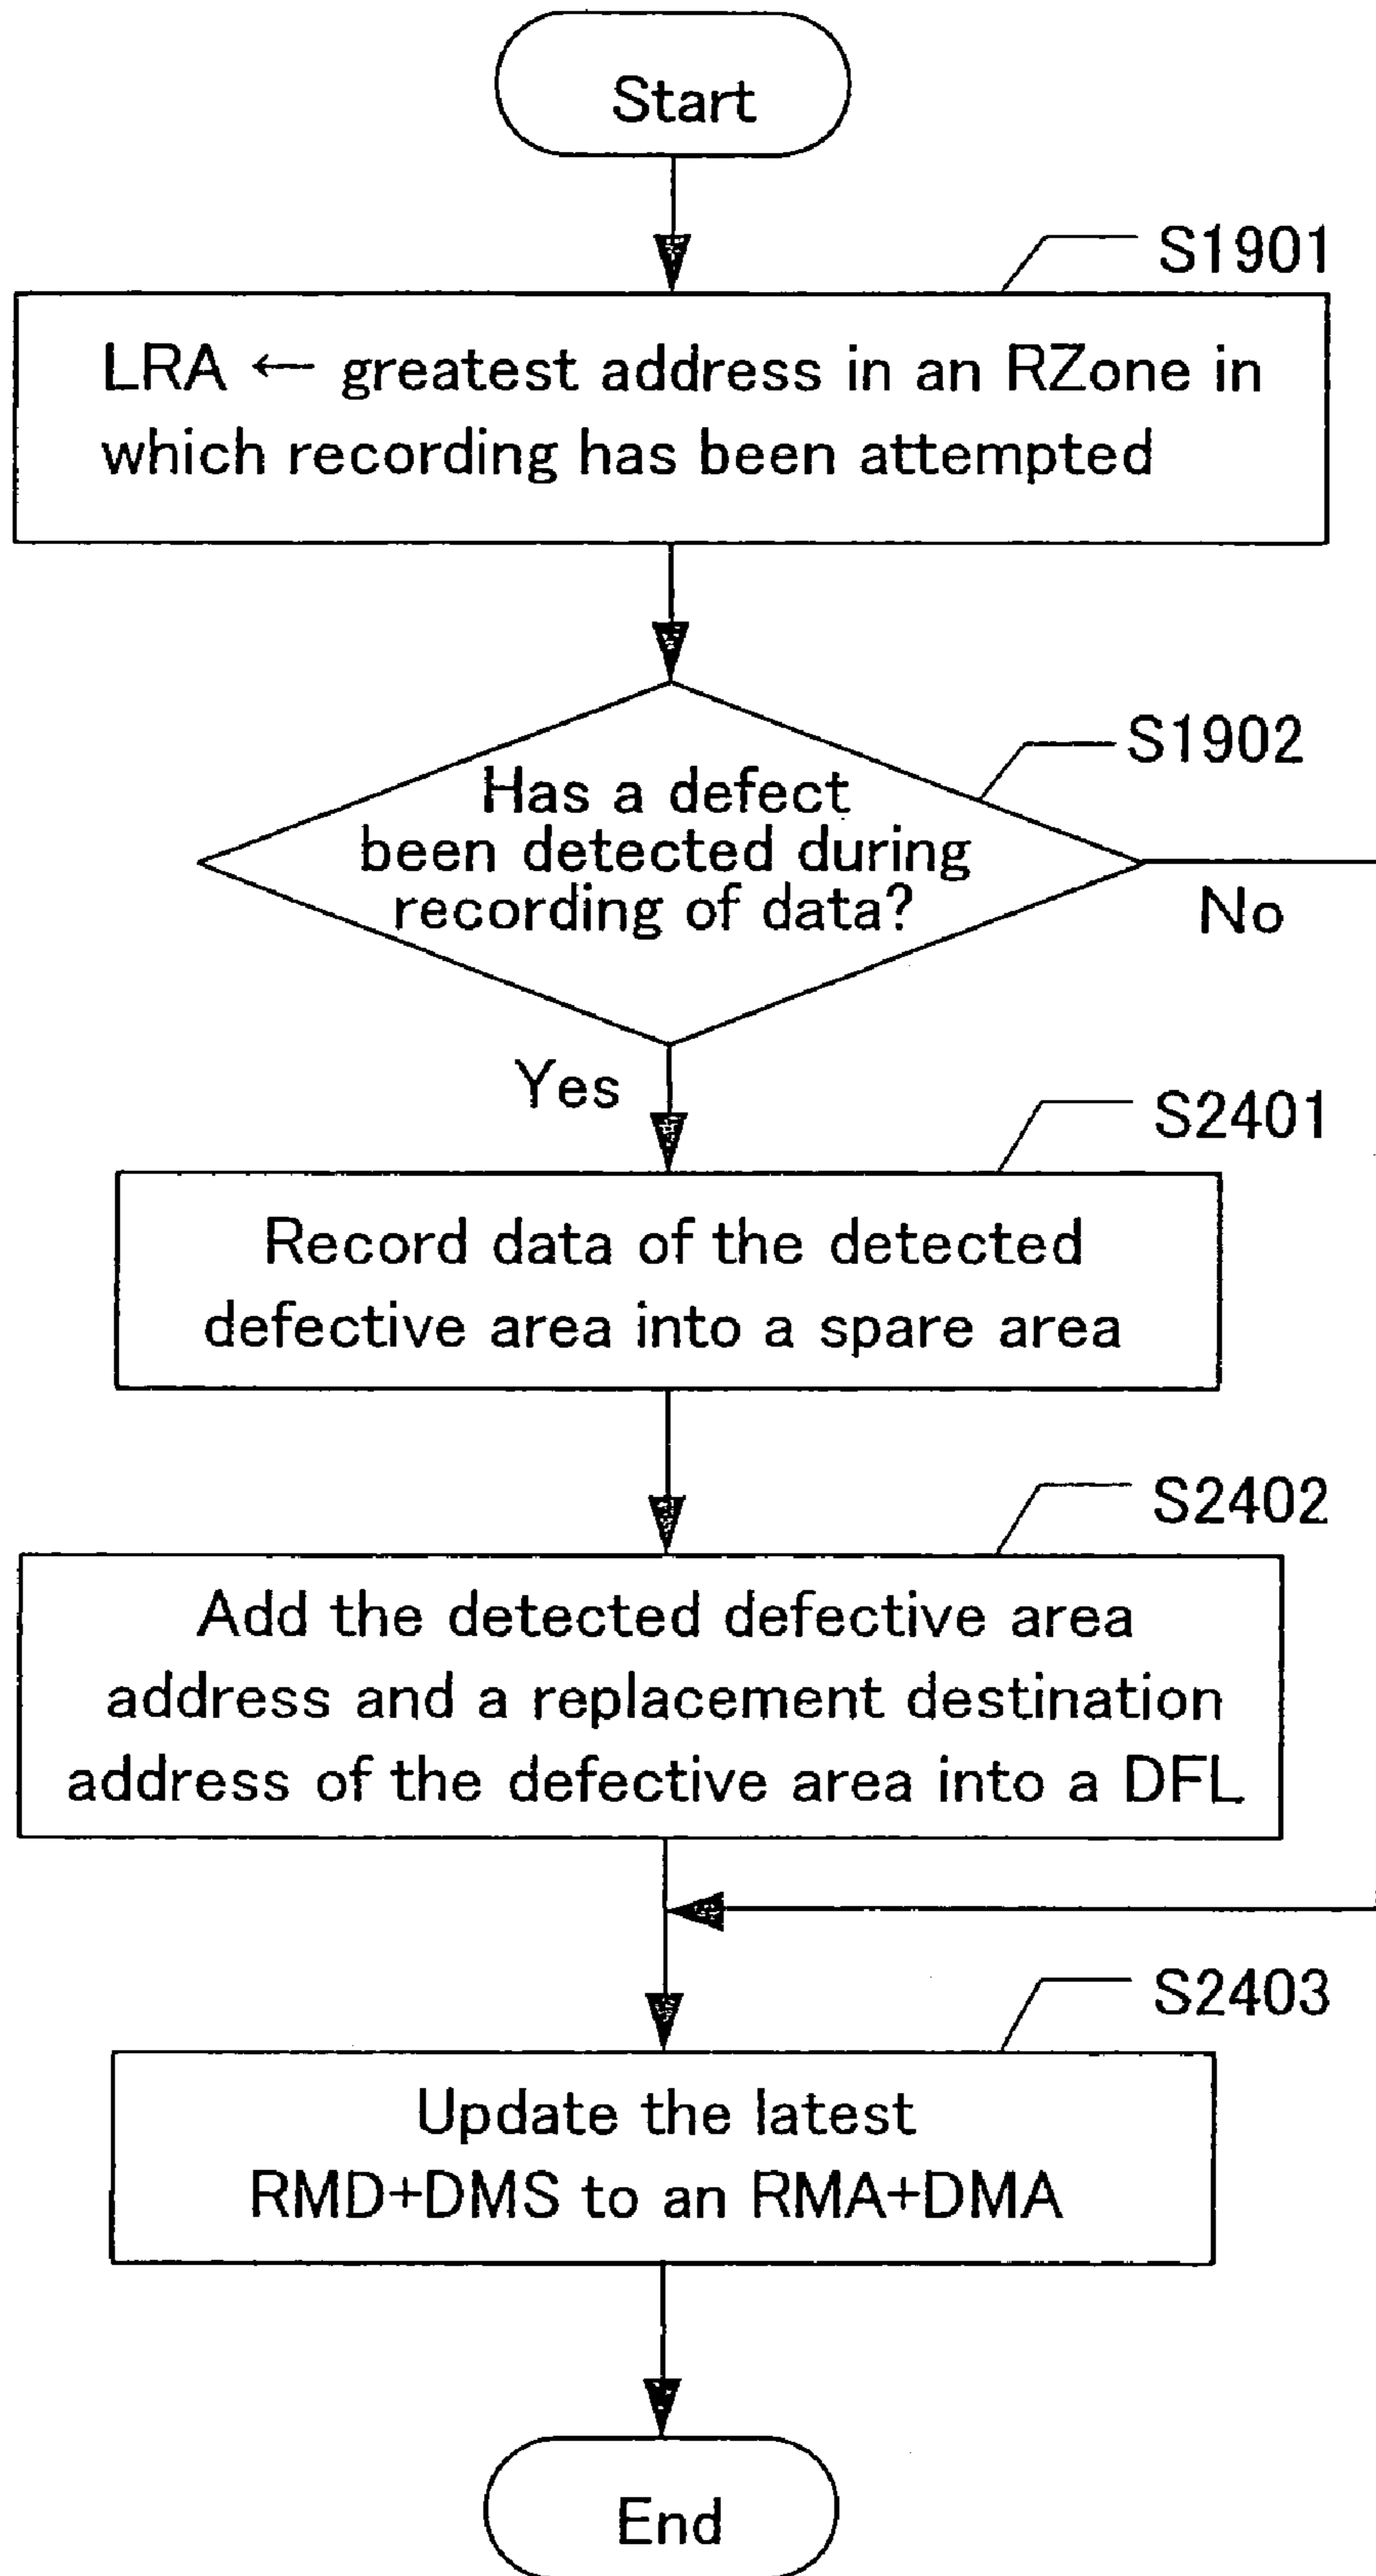 Start
S1901
LRA ← greatest address in an RZone in
which recording has been attempted
S1902
Has a defect
been detected during
recording of data?
No
Yes
S2401
Record data of the detected
defective area into a spare area
S2402
Add the detected defective area
address and a replacement destination
address of the defective area into a DFL
S2403
Update the latest
RMD+DMS to an RMA+DMA
End